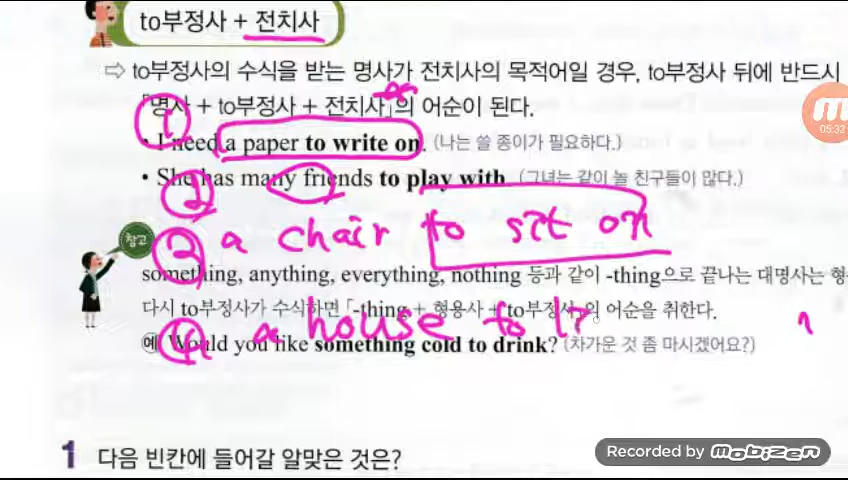 to부정사 + 전치사
⇨ to부정사의 수식을 받는 명사가 전치사의 목적어일 경우, to부정사 뒤에 반드시
「명사 + to부정사 + 전치사」의 어순이 된다.
①
05:32
• I need a paper to write on. (나는 쓸 종이가 필요하다.)
• She has many friends to play with. (그녀는 같이 놀 친구들이 많다.)
②
③ a chair to sit on
참고
something, anything, everything, nothing 등과 같이 -thing으로 끝나는 대명사는 형
다시 to부정사가 수식하면 「-thing + 형용사 + to부정사」의 어순을 취한다.
④ a house to li
예 Would you like something cold to drink? (차가운 것 좀 마시겠어요?)
1 다음 빈칸에 들어갈 알맞은 것은?
Recorded by mobizen